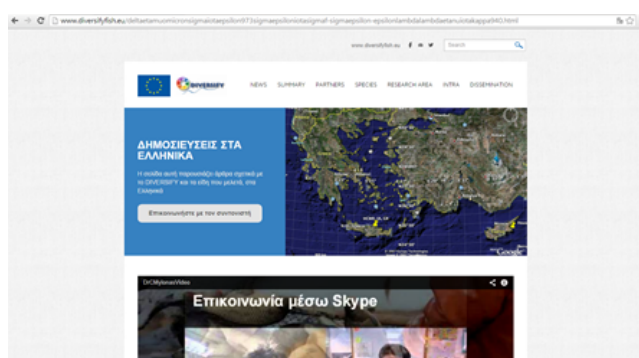 www.diversifyfish.eu/deltaetamuomicronsigmaiotaepsilon973sigmaepsiloniotasigmaf-sigmaepsilon-epsilonlambdalambdaetanuiotakappa940.html
www.diversifyfish.eu
Search
DIVERSIFY
NEWS SUMMARY PARTNERS SPECIES RESEARCH AREA INTRA DISSEMINATION
ΔΗΜΟΣΙΕΥΣΕΙΣ ΣΤΑ
ΕΛΛΗΝΙΚΑ
Η σελίδα αυτή παρουσιάζει άρθρα σχετικά με
το DIVERSIFY και τα είδη που μελετά, στα
Ελληνικά
Επικοινωνήστε με τον συντονιστή
Google
DrCMylonasVideo
Επικοινωνία μέσω Skype